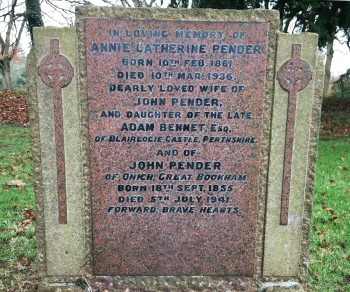 IN LOVING MEMORY OF
ANNIE CATHERINE PENDER
BORN 10TH FEB. 1861
DIED 10TH MAR. 1936.
DEARLY LOVED WIFE OF
JOHN PENDER,
AND DAUGHTER OF THE LATE
ADAM BENNET, ESQ.
OF BLAIRLOGIE CASTLE, PERTHSHIRE.
AND OF
JOHN PENDER
OF ONICH, GREAT BOOKHAM
BORN 18TH SEPT. 1855
DIED 5TH JULY 1941.
FORWARD, BRAVE HEARTS.